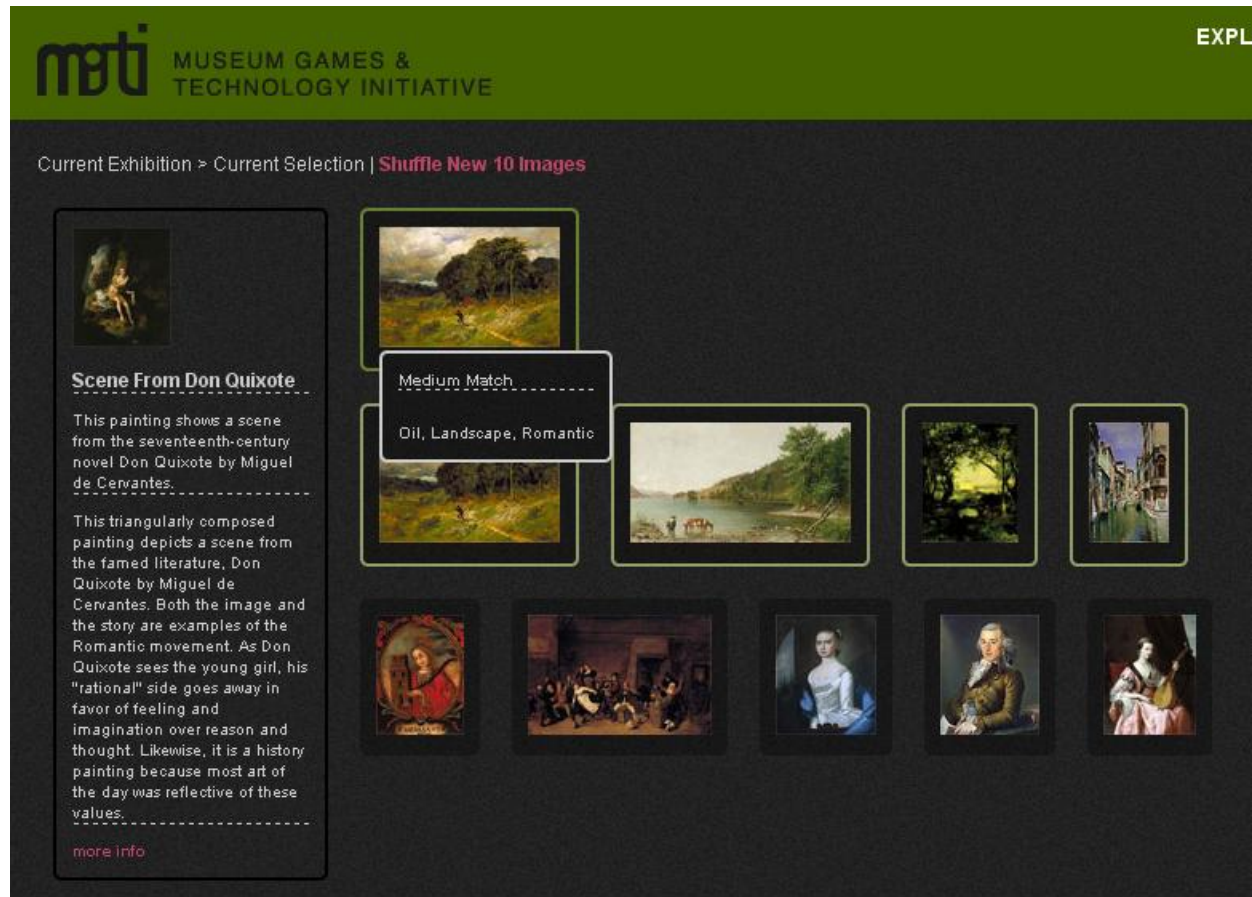 mgti
MUSEUM GAMES &
TECHNOLOGY INITIATIVE
EXPL
Current Exhibition > Current Selection | Shuffle New 10 Images
Scene From Don Quixote
This painting shows a scene
from the seventeenth-century
novel Don Quixote by Miguel
de Cervantes.
This triangularly composed
painting depicts a scene from
the famed literature, Don
Quixote by Miguel de
Cervantes. Both the image and
the story are examples of the
Romantic movement. As Don
Quixote sees the young girl, his
"rational" side goes away in
favor of feeling and
imagination over reason and
thought. Likewise, it is a history
painting because most art of
the day was reflective of these
values.
more info
Medium Match
Oil, Landscape, Romantic